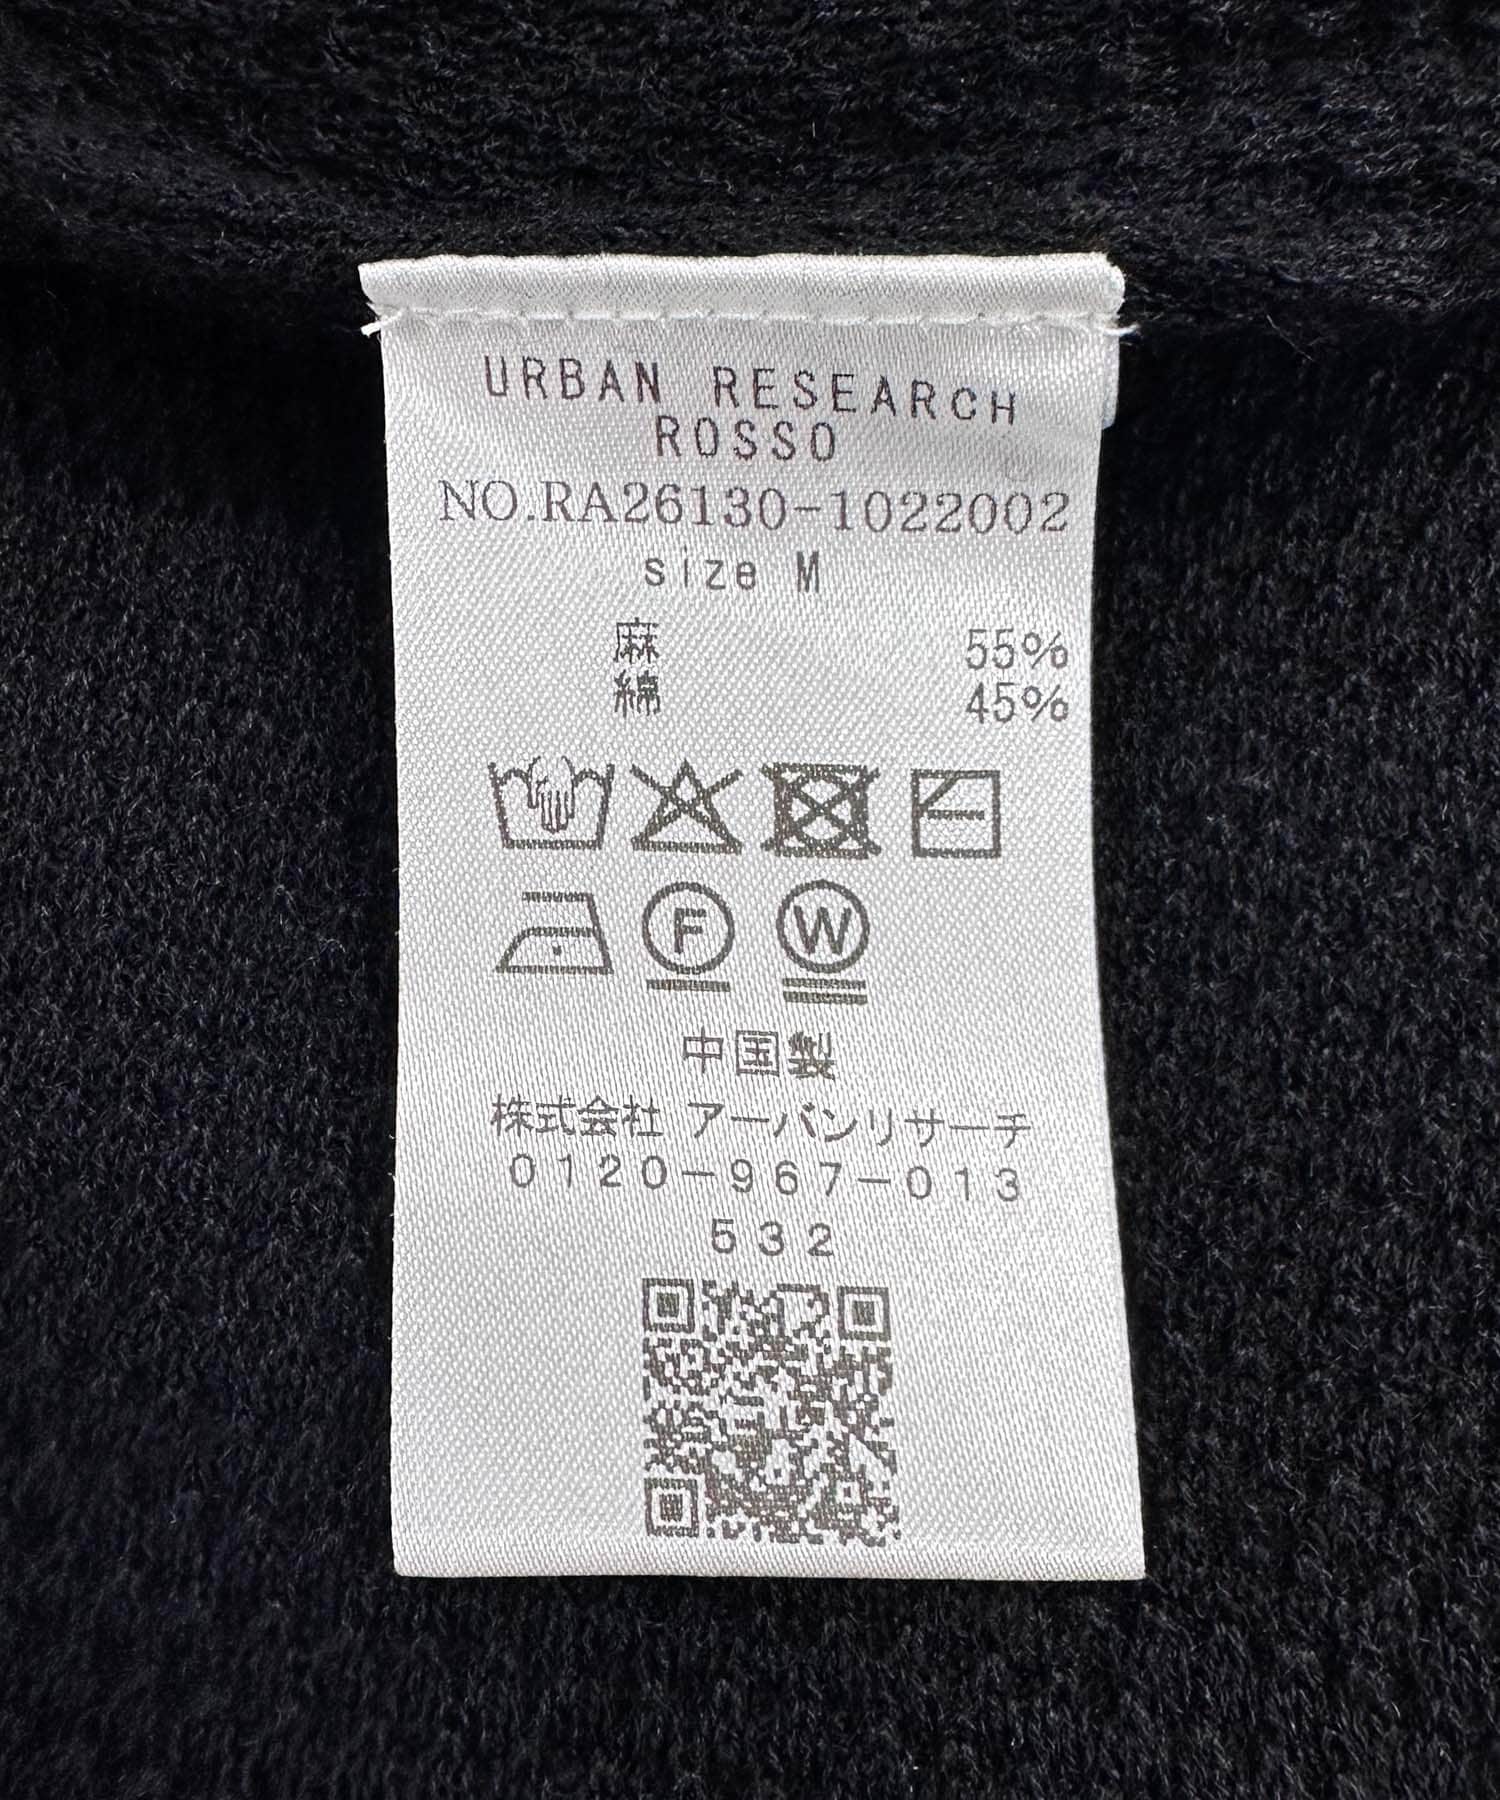 URBAN RESEARCH
ROSSO
NO.RA26130-1022002
size M
麻 55%
綿 45%
F W
中国製
株式会社 アーバンリサーチ
0120-967-013
532